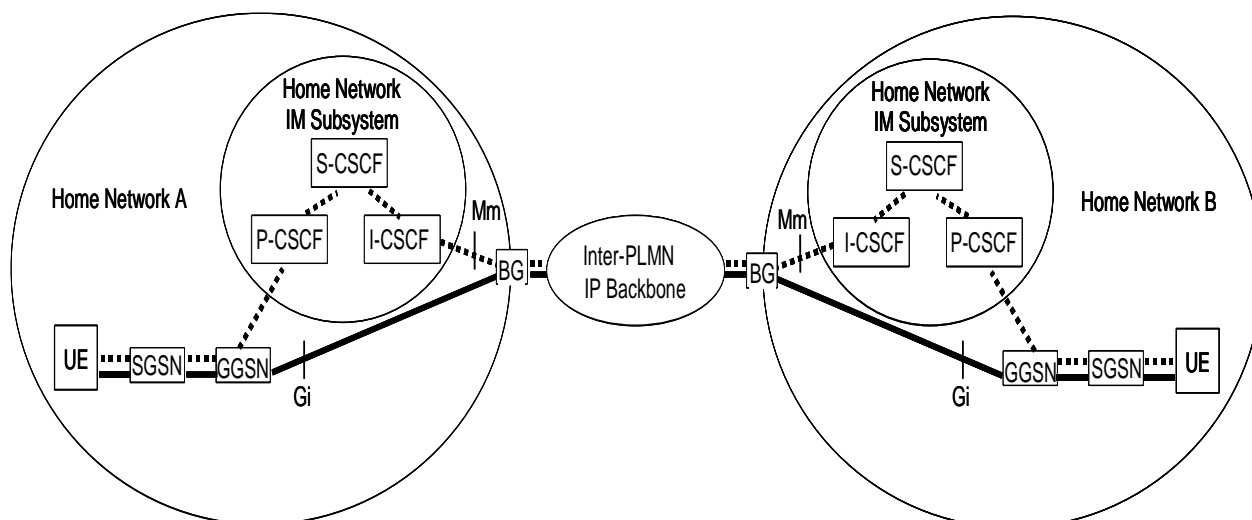 Home Network
IM Subsystem
S-CSCF
Home Network A
P-CSCF
I-CSCF
Mm
BG
UE
SGSN
GGSN
Gi
Inter-PLMN
IP Backbone
Home Network
IM Subsystem
S-CSCF
Home Network B
Mm
I-CSCF
P-CSCF
BG
Gi
GGSN
SGSN
UE